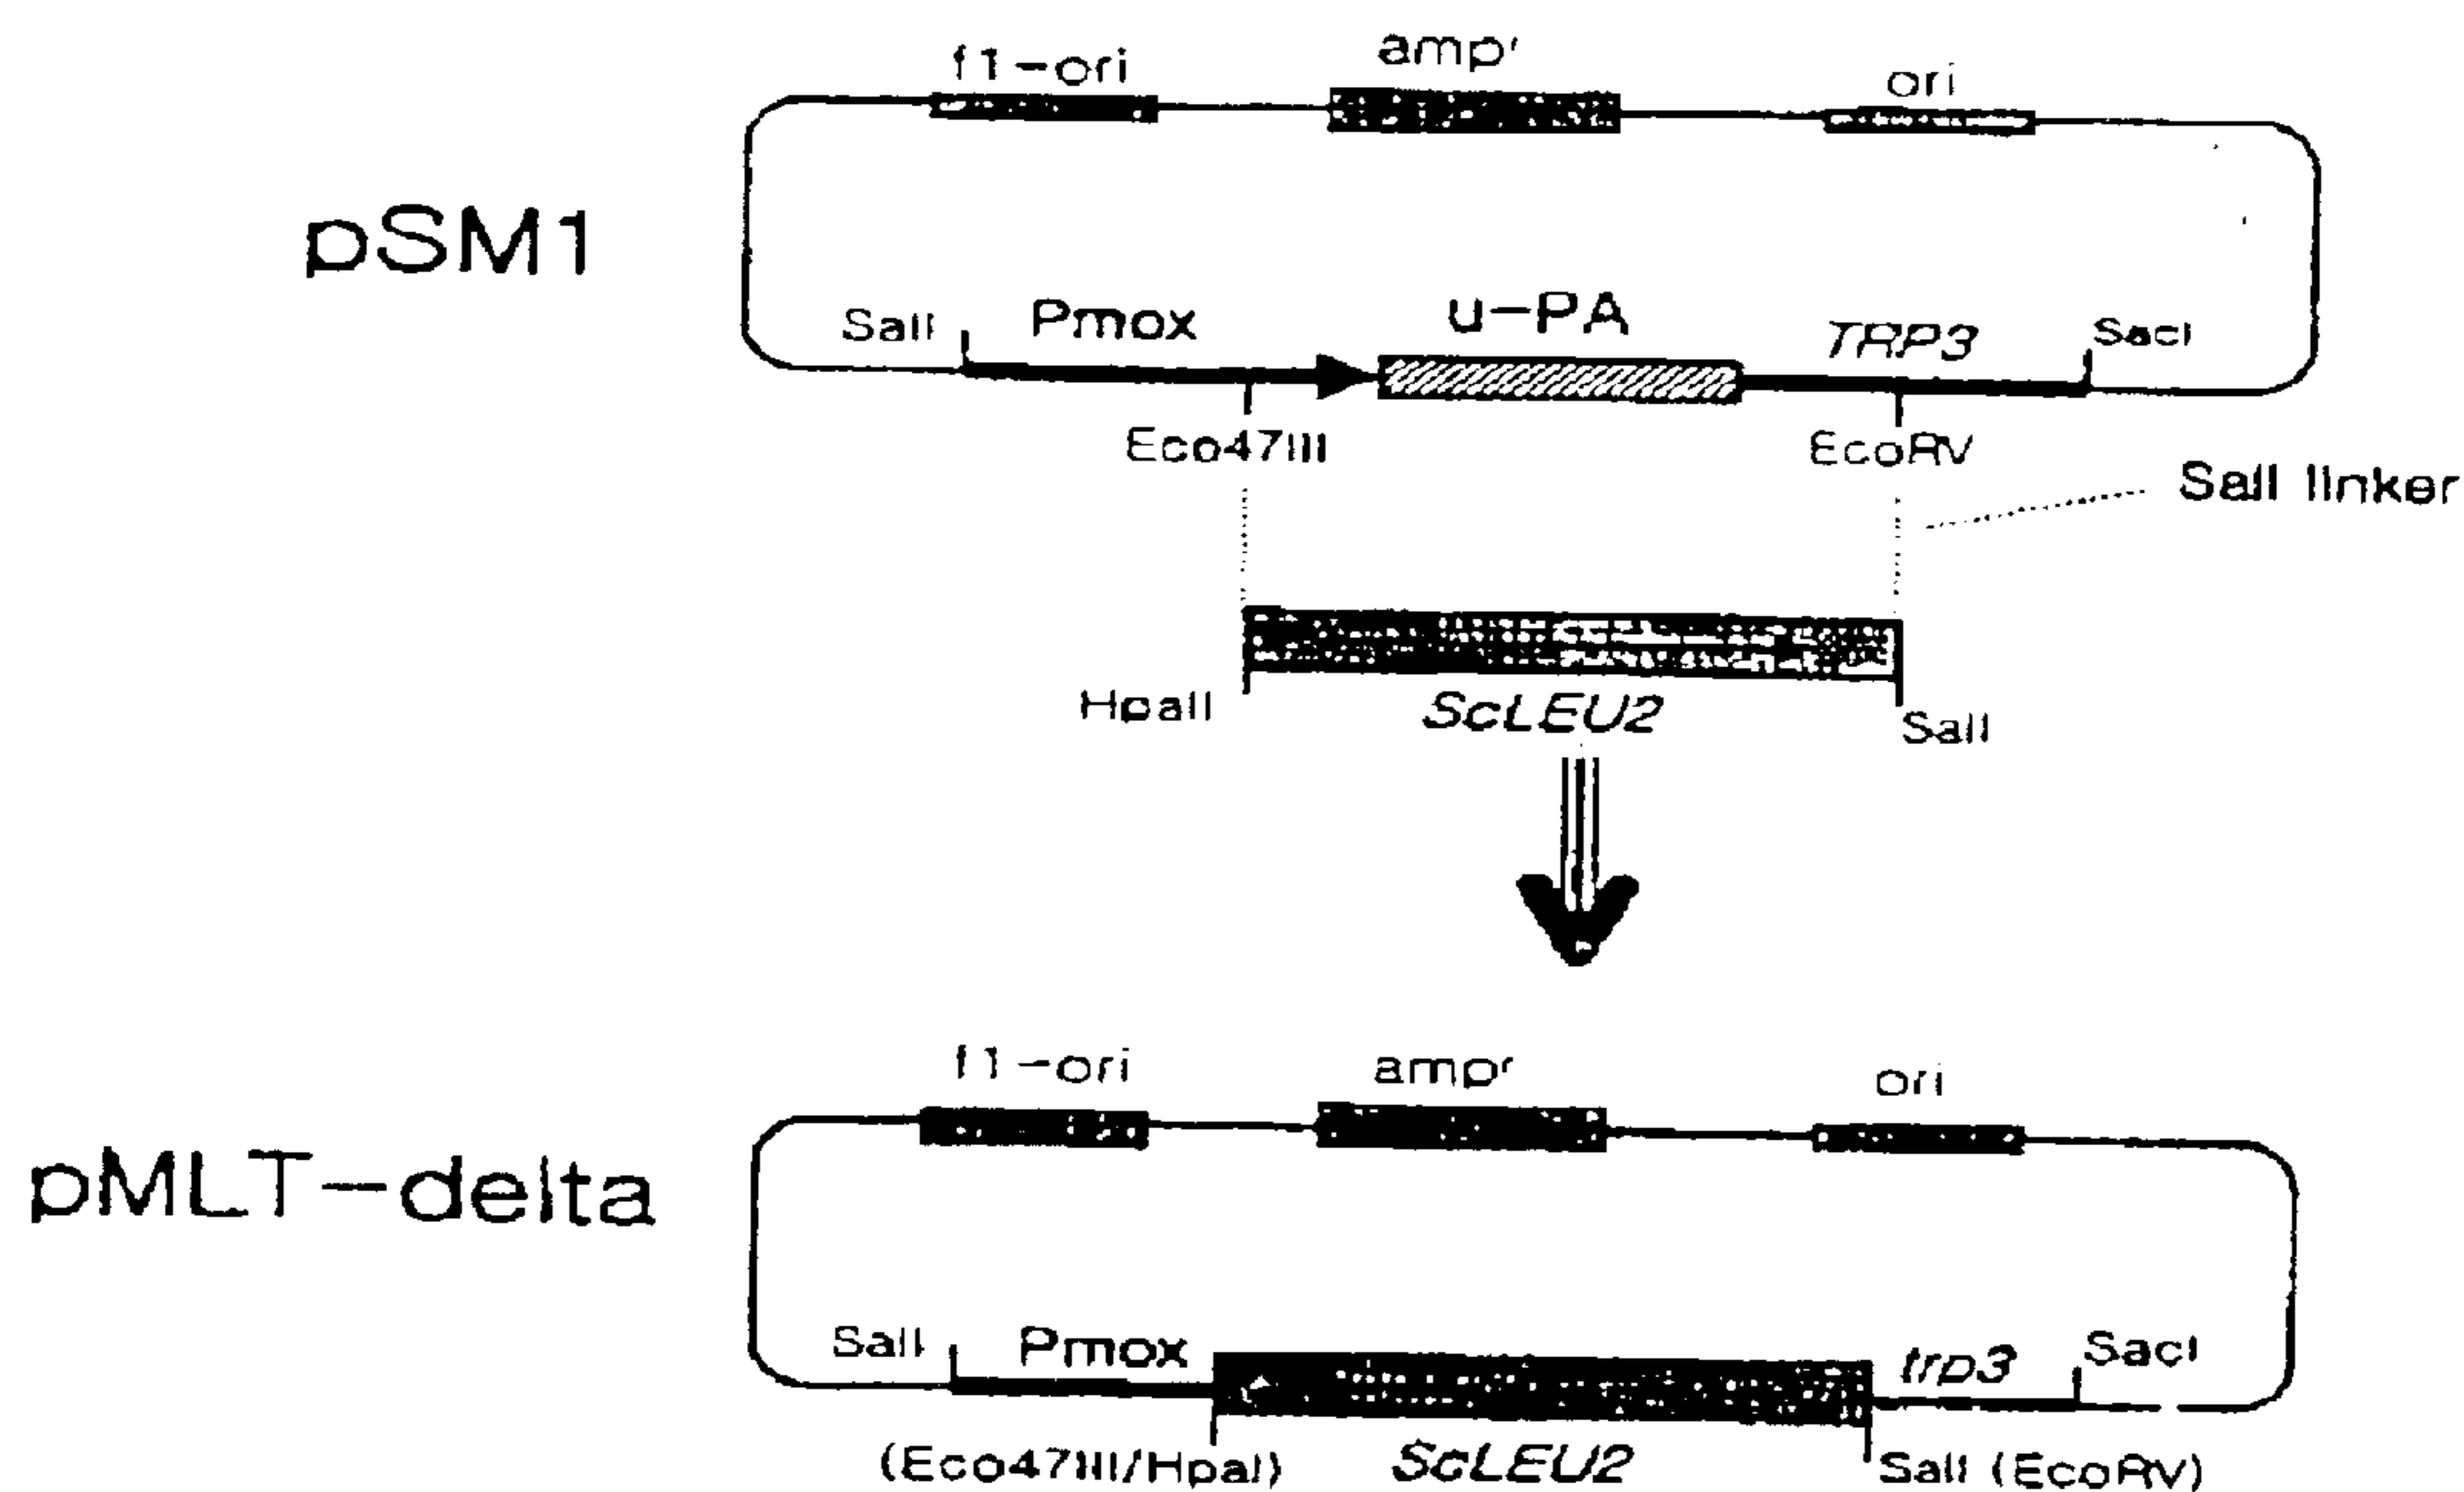 f1-ori ampʳ ori
pSM1
SalI Pmox u-PA TRP3 SacI
Eco47III EcoRV
SalI linker
HpaII ScLEU2 SalI
f1-ori ampʳ ori
pMLT-delta
SalI Pmox trp3 SacI
(Eco47III/HpaI) ScLEU2 SalI (EcoRV)